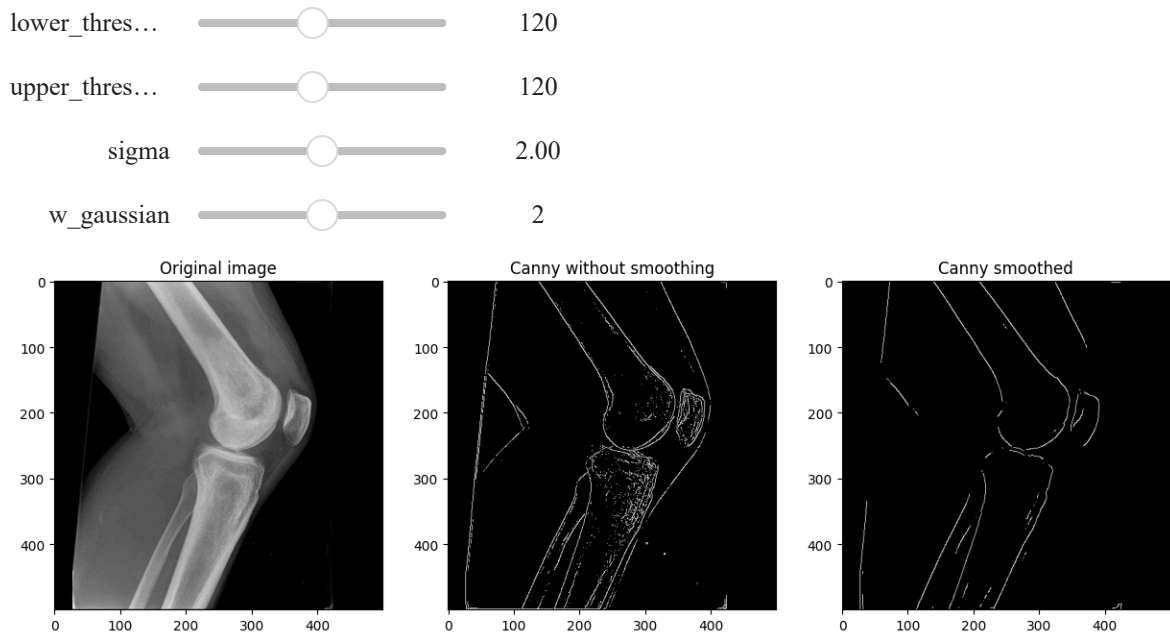 lower_thres… 120
upper_thres… 120
sigma 2.00
w_gaussian 2
Original image Canny without smoothing Canny smoothed
0 0 0
100 100 100
200 200 200
300 300 300
400 400 400
0 100 200 300 400 0 100 200 300 400 0 100 200 300 400